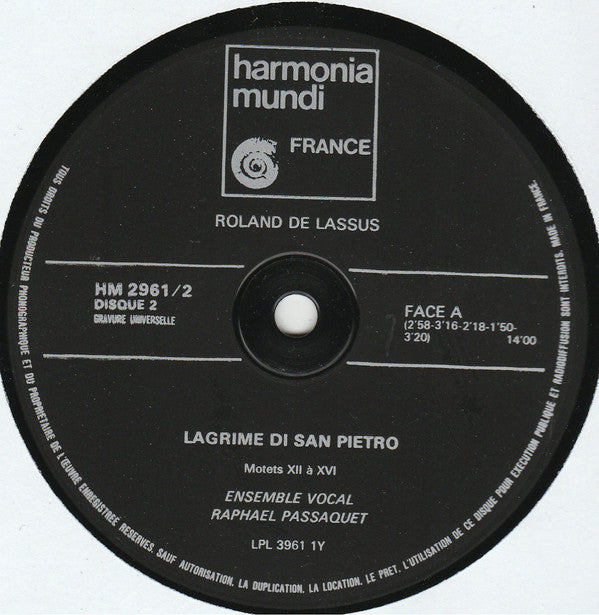 harmonia
mundi
FRANCE
ROLAND DE LASSUS
HM 2961/2
DISQUE 2
GRAVURE UNIVERSELLE
FACE A
(2'58-3'16-2'18-1'50-
3'20) 14'00
LAGRIME DI SAN PIETRO
Motets XII à XVI
ENSEMBLE VOCAL
RAPHAEL PASSAQUET
LPL 3961 1Y
TOUS DROITS DU PRODUCTEUR PHONOGRAPHIQUE ET DU PROPRIETAIRE DE L'ŒUVRE ENREGISTREE RESERVES. SAUF AUTORISATION, LA DUPLICATION, LA LOCATION, LE PRET, L'UTILISATION DE CE DISQUE POUR EXECUTION PUBLIQUE ET RADIODIFFUSION SONT INTERDITS. MADE IN FRANCE.